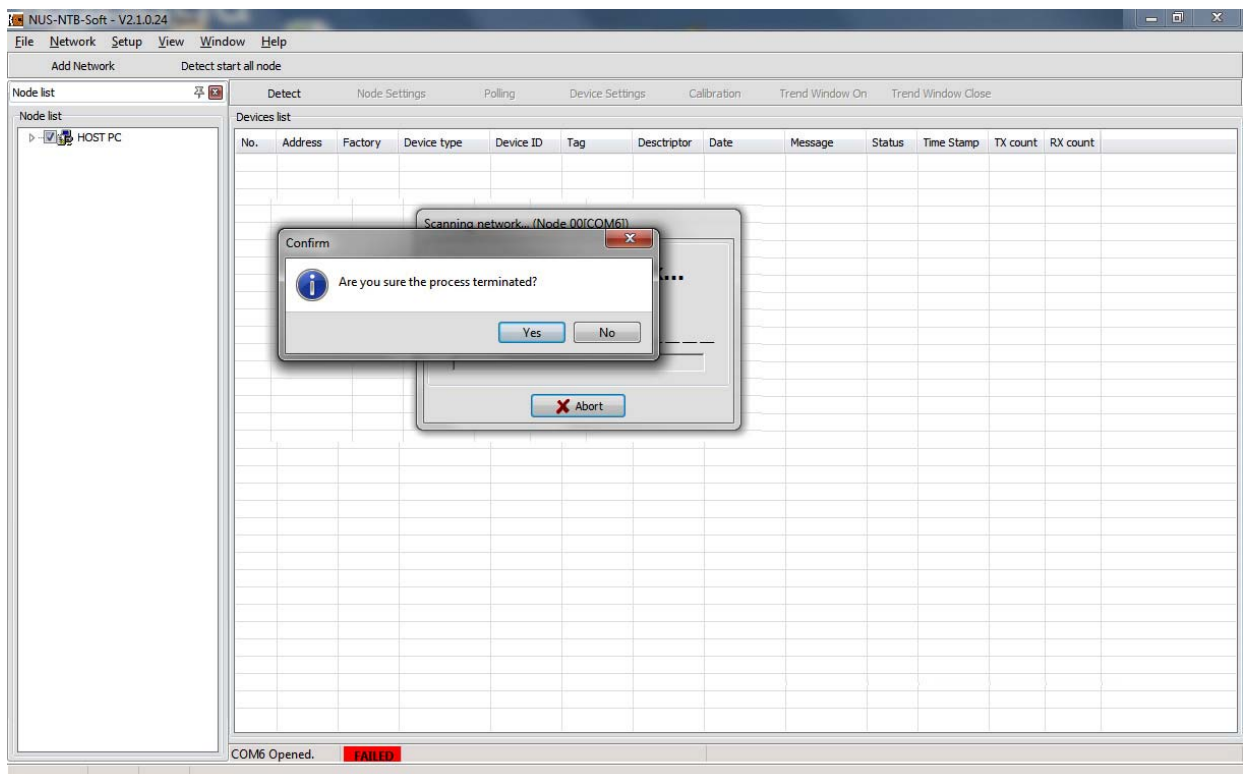 NUS-NTB-Soft - V2.1.0.24
File Network Setup View Window Help
Add Network Detect start all node
Node list
Detect Node Settings Polling Device Settings Calibration Trend Window On Trend Window Close
Node list
HOST PC
Devices list
No. Address Factory Device type Device ID Tag Desctriptor Date Message Status Time Stamp TX count RX count
Scanning network... (Node 00[COM6])
Confirm
Are you sure the process terminated?
Yes No
Abort
COM6 Opened. FAILED